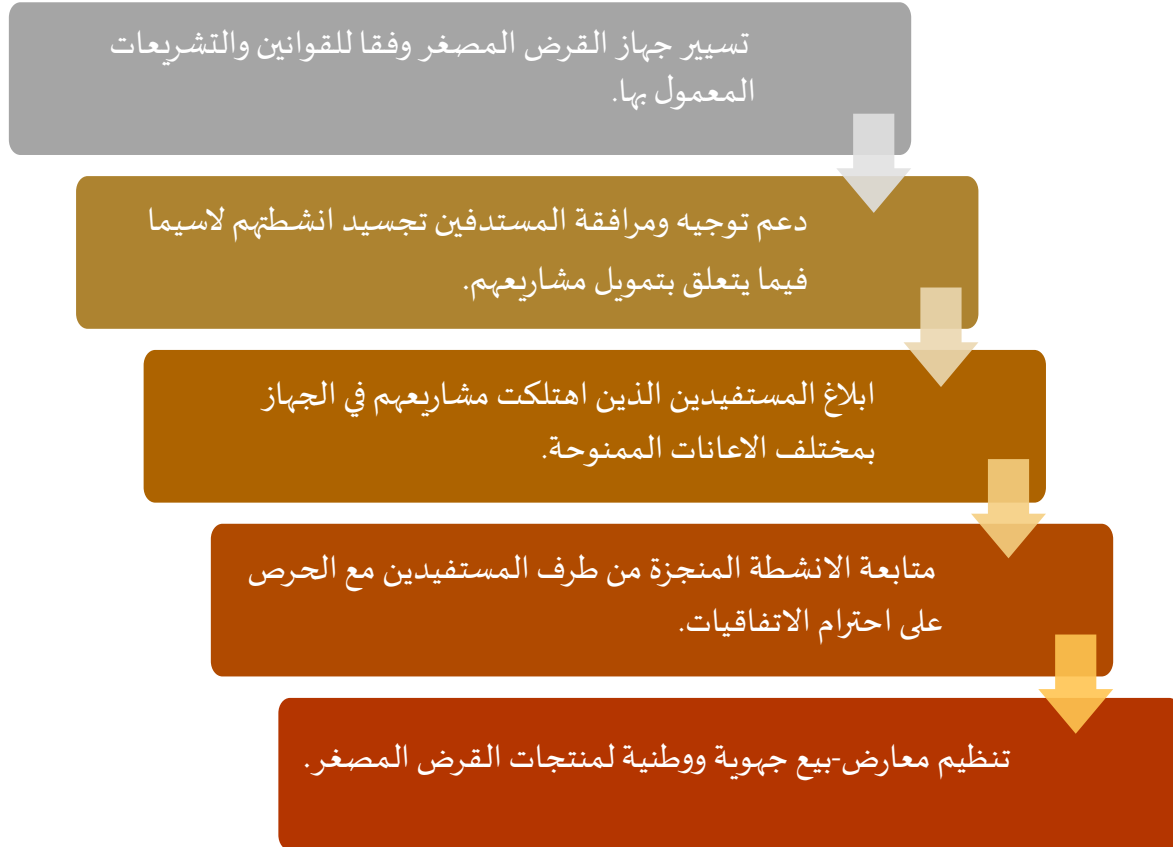 تسيير جهاز القرض المصغر وفقا للقوانين والتشريعات
المعمول بها.
دعم توجيه ومرافقة المستدفين تجسيد انشطتهم لاسيما
فيما يتعلق بتمويل مشاريعهم.
ابلاغ المستفيدين الذين اهتلكت مشاريعهم في الجهاز
بمختلف الاعانات الممنوحة.
متابعة الانشطة المنجزة من طرف المستفيدين مع الحرص
على احترام الاتفاقيات.
تنظيم معارض-بيع جهوية ووطنية لمنتجات القرض المصغر.